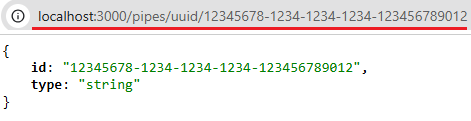 localhost:3000/pipes/uuid/12345678-1234-1234-1234-123456789012
{
id: "12345678-1234-1234-1234-123456789012",
type: "string"
}